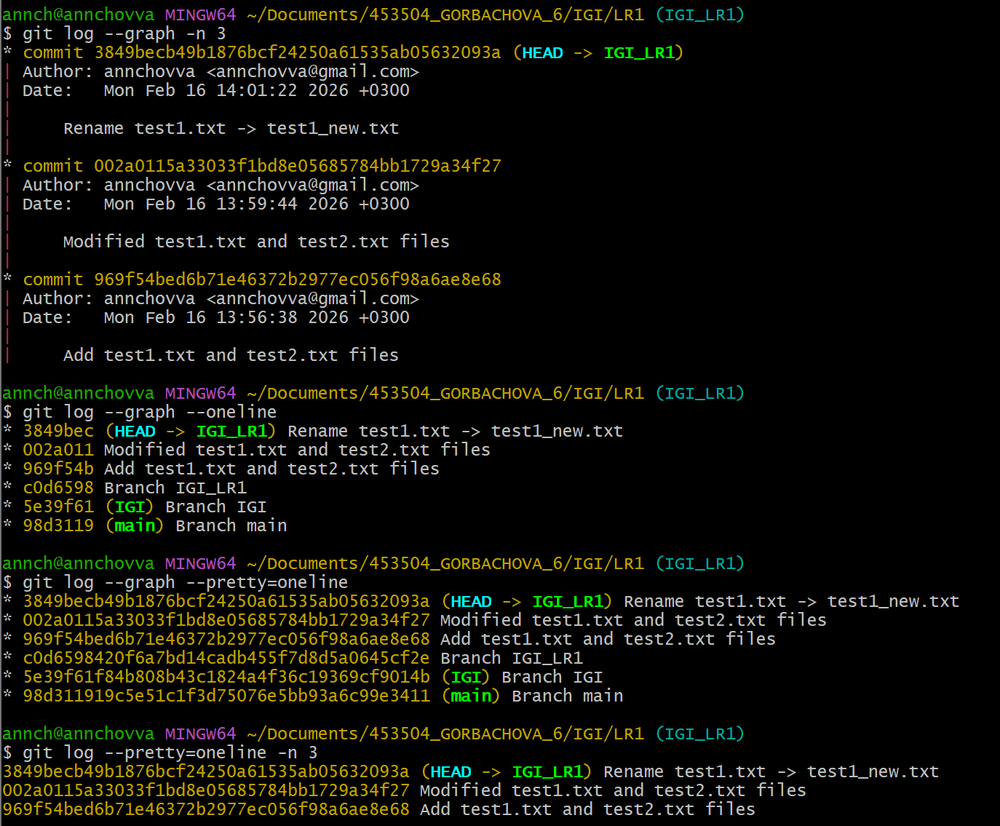 annch@annchovva MINGW64 ~/Documents/453504_GORBACHOVA_6/IGI/LR1 (IGI_LR1)
$ git log --graph -n 3
* commit 3849becb49b1876bcf24250a61535ab05632093a (HEAD -> IGI_LR1)
| Author: annchovva <annchovva@gmail.com>
| Date:   Mon Feb 16 14:01:22 2026 +0300
|
|     Rename test1.txt -> test1_new.txt
|
* commit 002a0115a33033f1bd8e05685784bb1729a34f27
| Author: annchovva <annchovva@gmail.com>
| Date:   Mon Feb 16 13:59:44 2026 +0300
|
|     Modified test1.txt and test2.txt files
|
* commit 969f54bed6b71e46372b2977ec056f98a6ae8e68
| Author: annchovva <annchovva@gmail.com>
| Date:   Mon Feb 16 13:56:38 2026 +0300
|
|     Add test1.txt and test2.txt files
annch@annchovva MINGW64 ~/Documents/453504_GORBACHOVA_6/IGI/LR1 (IGI_LR1)
$ git log --graph --oneline
* 3849bec (HEAD -> IGI_LR1) Rename test1.txt -> test1_new.txt
* 002a011 Modified test1.txt and test2.txt files
* 969f54b Add test1.txt and test2.txt files
* c0d6598 Branch IGI_LR1
* 5e39f61 (IGI) Branch IGI
* 98d3119 (main) Branch main
annch@annchovva MINGW64 ~/Documents/453504_GORBACHOVA_6/IGI/LR1 (IGI_LR1)
$ git log --graph --pretty=oneline
* 3849becb49b1876bcf24250a61535ab05632093a (HEAD -> IGI_LR1) Rename test1.txt -> test1_new.txt
* 002a0115a33033f1bd8e05685784bb1729a34f27 Modified test1.txt and test2.txt files
* 969f54bed6b71e46372b2977ec056f98a6ae8e68 Add test1.txt and test2.txt files
* c0d6598420f6a7bd14cadb455f7d8d5a0645cf2e Branch IGI_LR1
* 5e39f61f84b808b43c1824a4f36c19369cf9014b (IGI) Branch IGI
* 98d311919c5e51c1f3d75076e5bb93a6c99e3411 (main) Branch main
annch@annchovva MINGW64 ~/Documents/453504_GORBACHOVA_6/IGI/LR1 (IGI_LR1)
$ git log --pretty=oneline -n 3
3849becb49b1876bcf24250a61535ab05632093a (HEAD -> IGI_LR1) Rename test1.txt -> test1_new.txt
002a0115a33033f1bd8e05685784bb1729a34f27 Modified test1.txt and test2.txt files
969f54bed6b71e46372b2977ec056f98a6ae8e68 Add test1.txt and test2.txt files